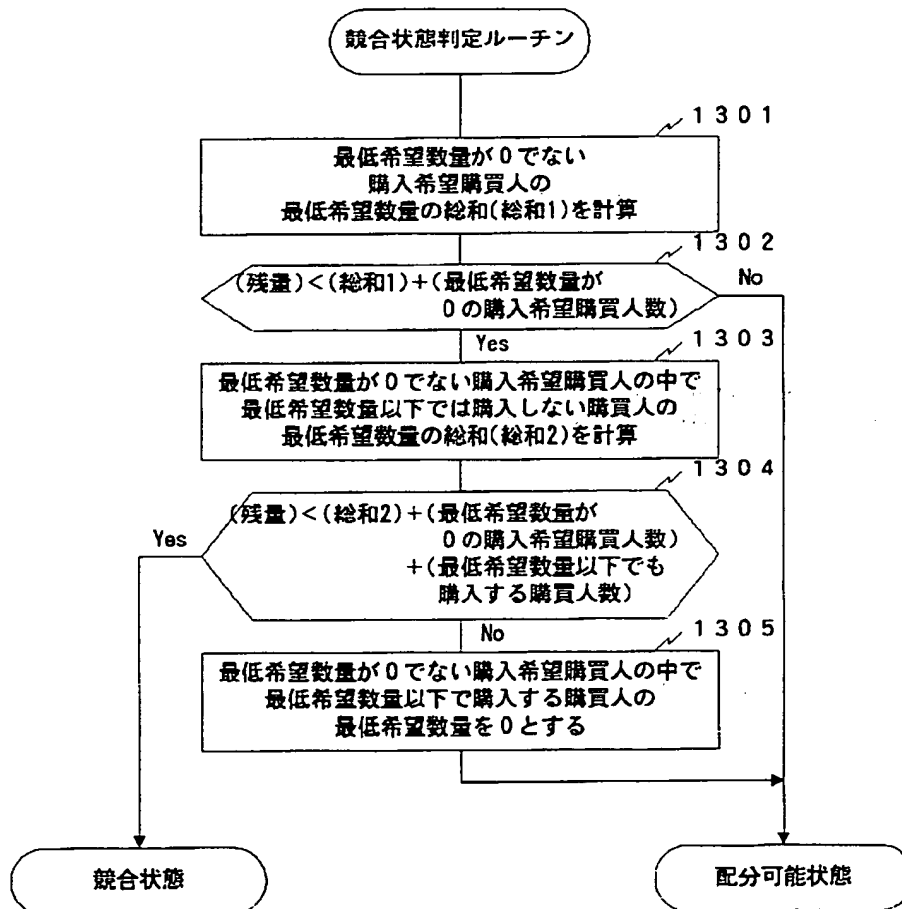 競合状態判定ルーチン
1301
最低希望数量が0でない
購入希望購買人の
最低希望数量の総和(総和1)を計算
1302
(残量)<(総和1)+(最低希望数量が
0の購入希望購買人数)
No
Yes
1303
最低希望数量が0でない購入希望購買人の中で
最低希望数量以下では購入しない購買人の
最低希望数量の総和(総和2)を計算
1304
(残量)<(総和2)+(最低希望数量が
0の購入希望購買人数)
+(最低希望数量以下でも
購入する購買人数)
Yes
No
1305
最低希望数量が0でない購入希望購買人の中で
最低希望数量以下で購入する購買人の
最低希望数量を0とする
競合状態
配分可能状態